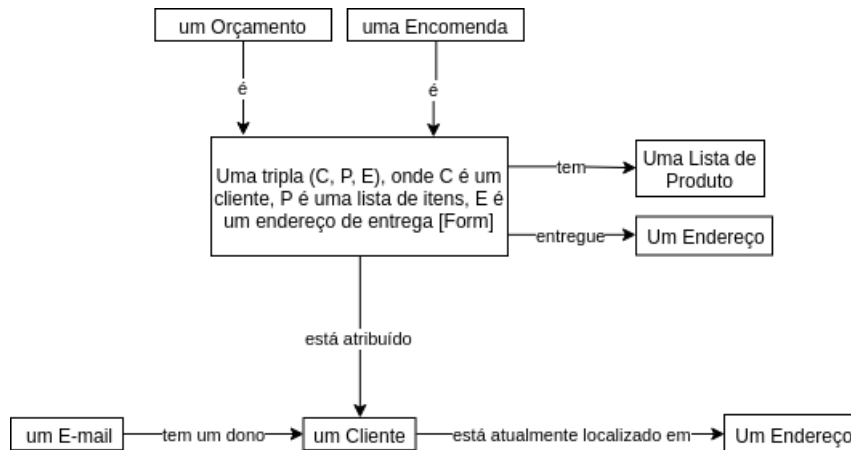 um Orçamento
uma Encomenda
é
é
Uma tripla (C, P, E), onde C é um
cliente, P é uma lista de itens, E é
um endereço de entrega [Form]
tem
Uma Lista de
Produto
entregue
Um Endereço
está atribuído
um E-mail
tem um dono
um Cliente
está atualmente localizado em
Um Endereço